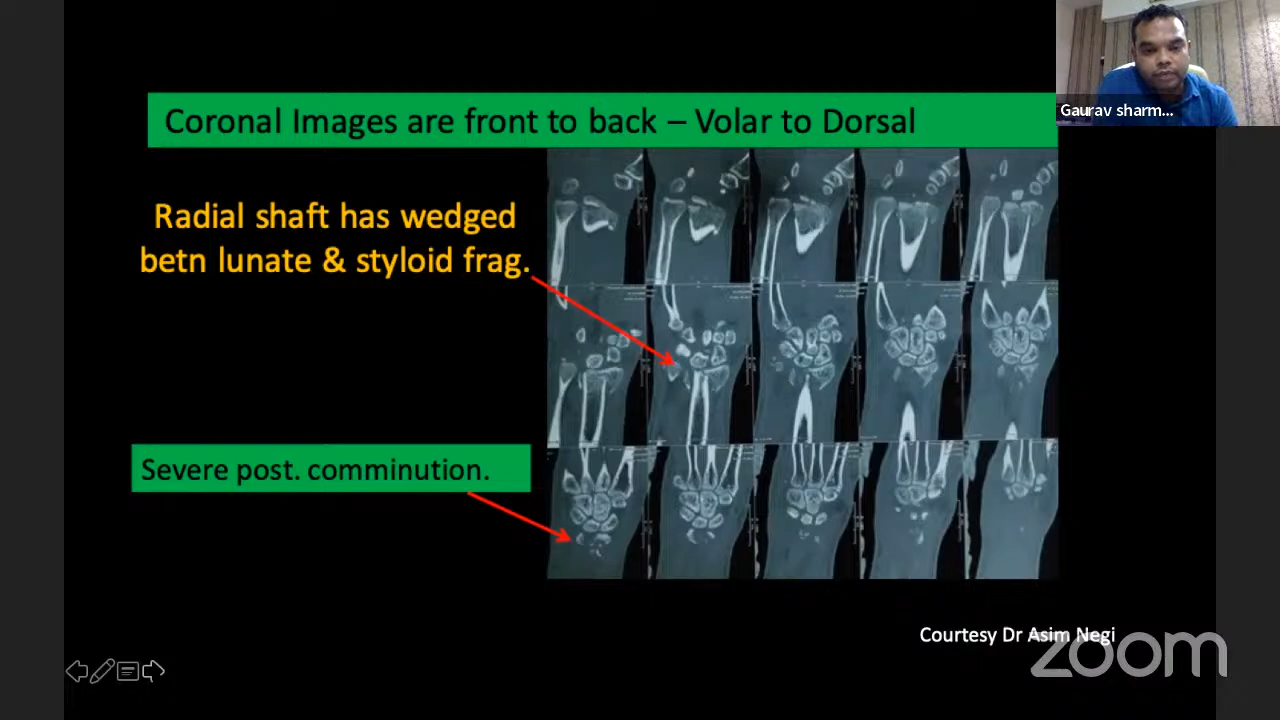 Gaurav sharm...
Coronal Images are front to back – Volar to Dorsal
Radial shaft has wedged
betn lunate & styloid frag.
Severe post. comminution.
Courtesy Dr Asim Negi
zoom